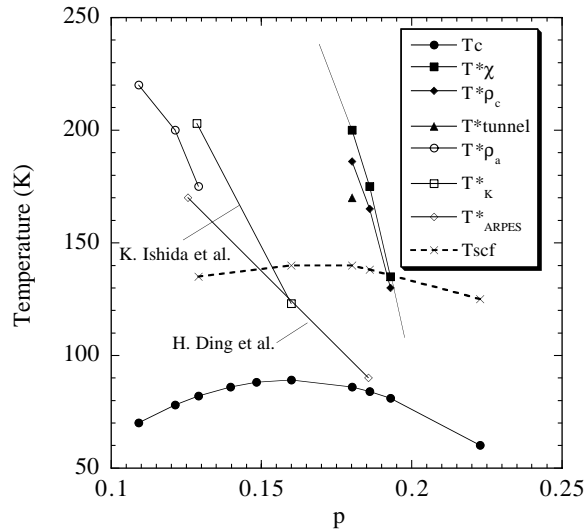 250
200
150
100
50
0.1
0.15
0.2
0.25
Temperature (K)
p
Tc
T*χ
T*ρc
T*tunnel
T*ρa
T*K
T*ARPES
Tscf
K. Ishida et al.
H. Ding et al.